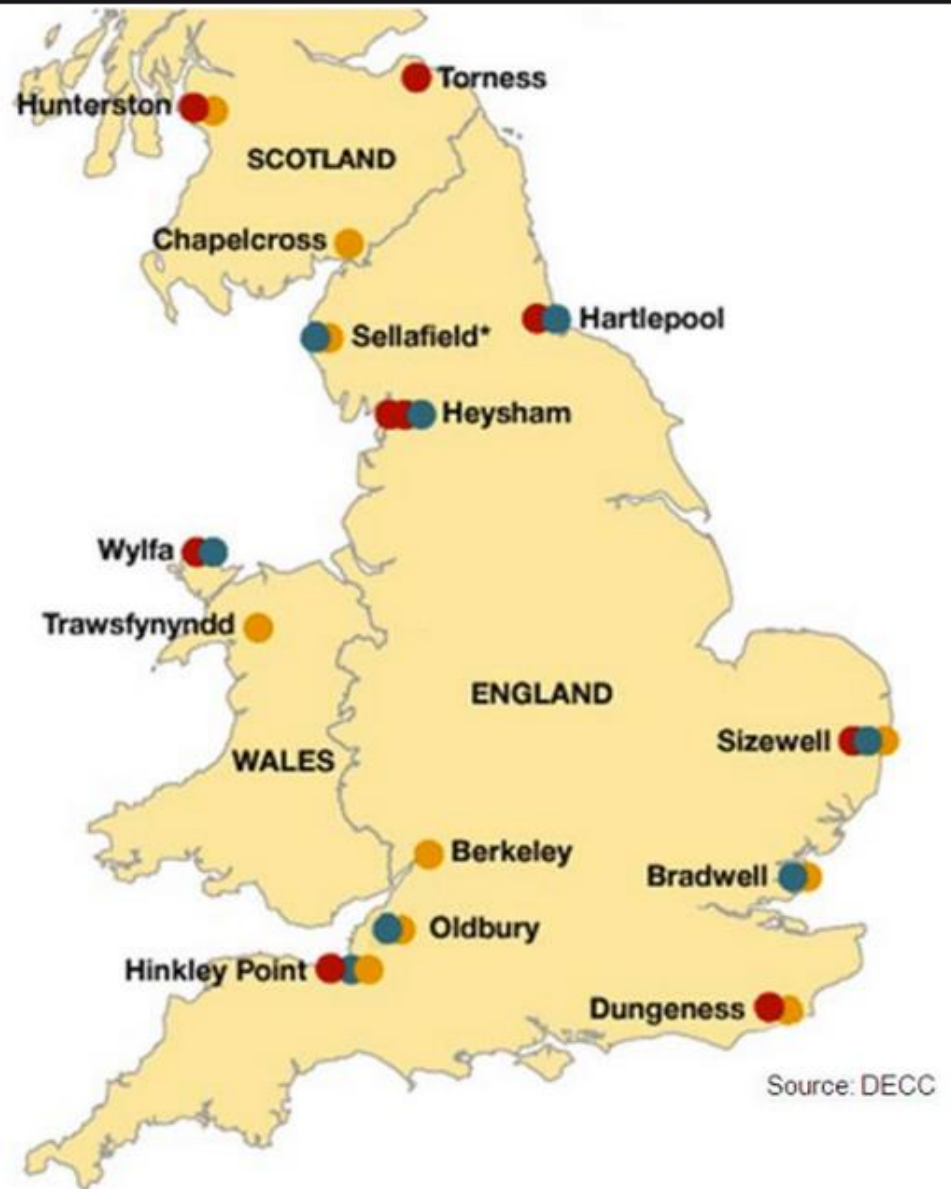 Torness
Hunterston
SCOTLAND
Chapelcross
Hartlepool
Sellafield*
Heysham
Wylfa
Trawsfynyndd
ENGLAND
Sizewell
WALES
Berkeley
Bradwell
Oldbury
Hinkley Point
Dungeness
Source: DECC